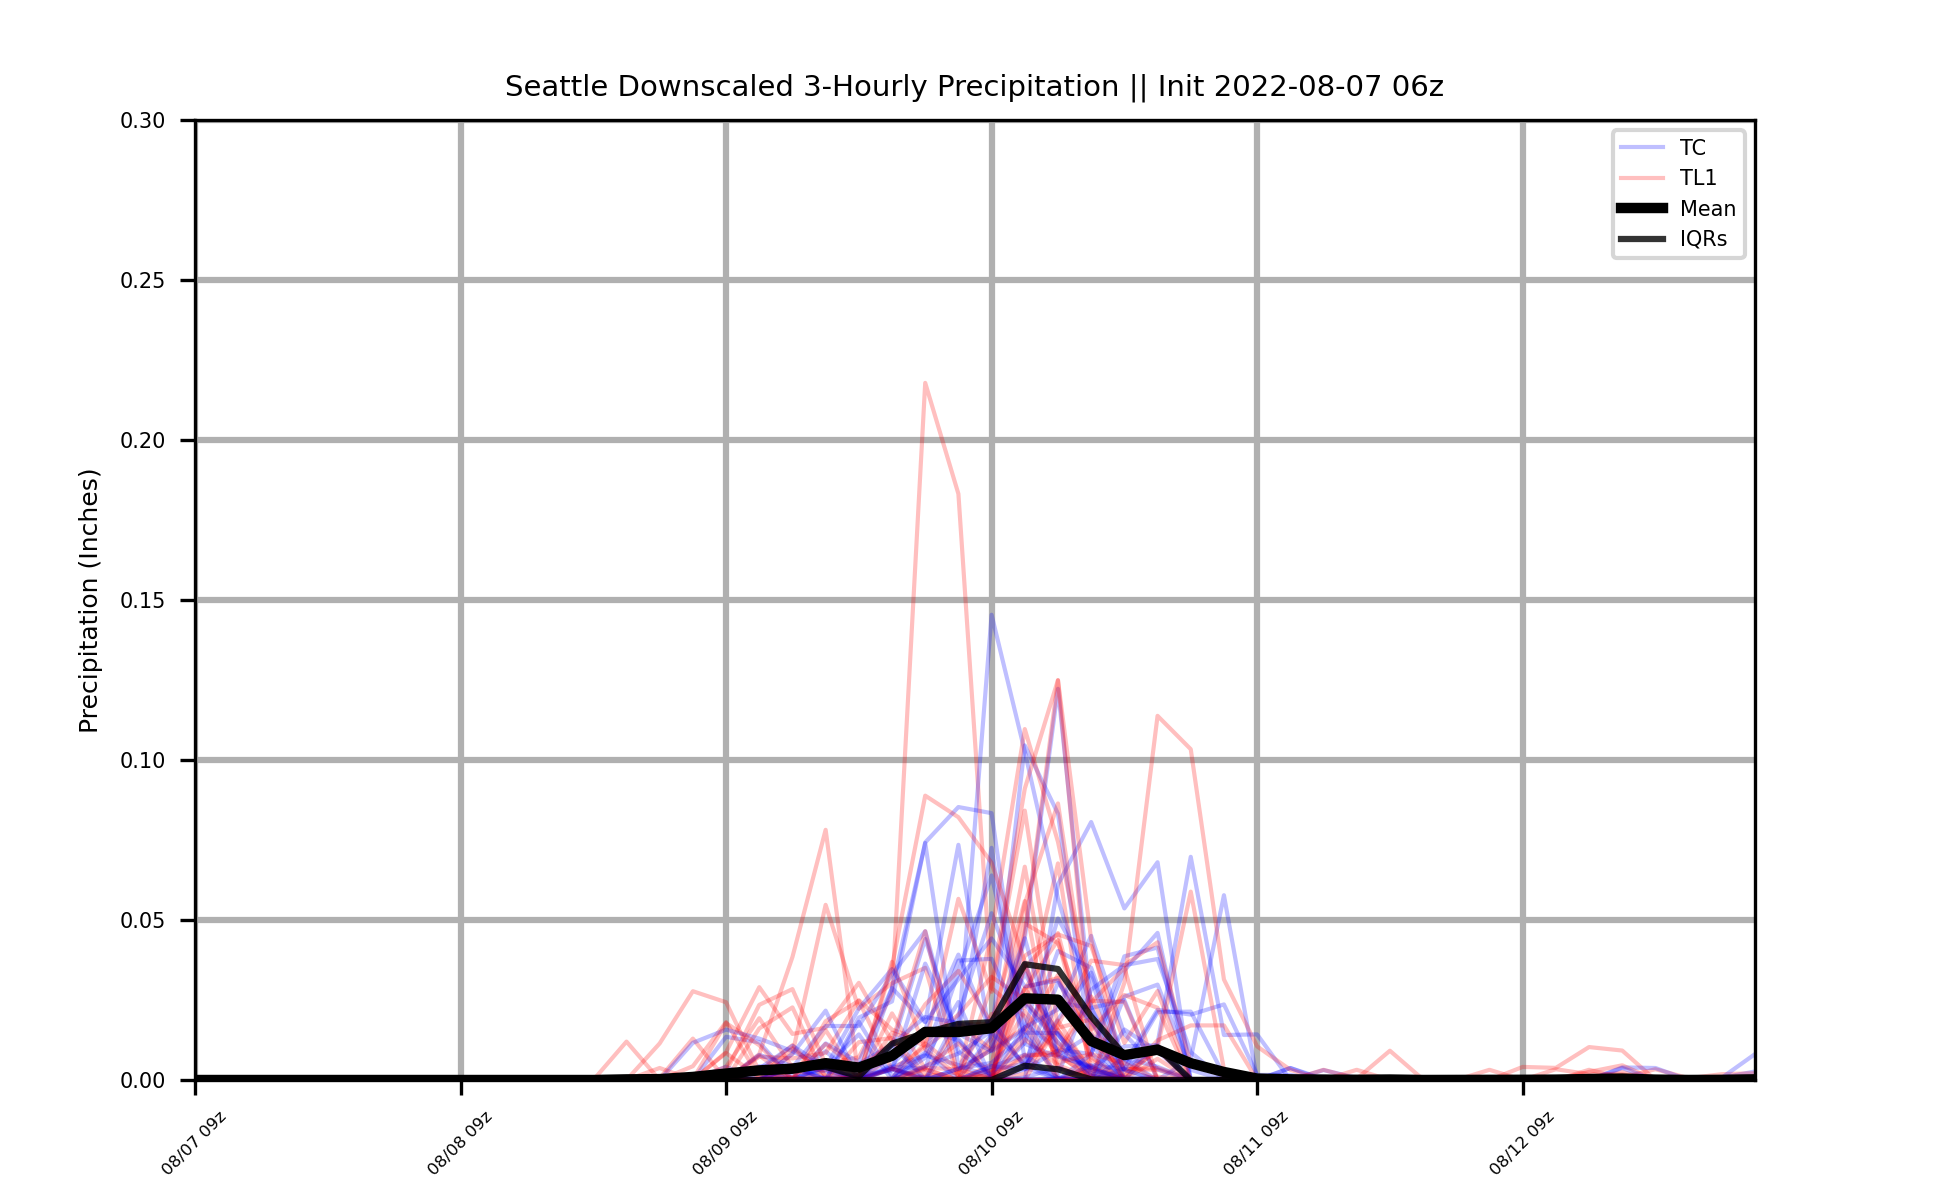 Seattle Downscaled 3-Hourly Precipitation || Init 2022-08-07 06z
0.30
0.25
0.20
0.15
0.10
0.05
0.00
Precipitation (Inches)
TC
TL1
Mean
IQRs
08/07 09z
08/08 09z
08/09 09z
08/10 09z
08/11 09z
08/12 09z